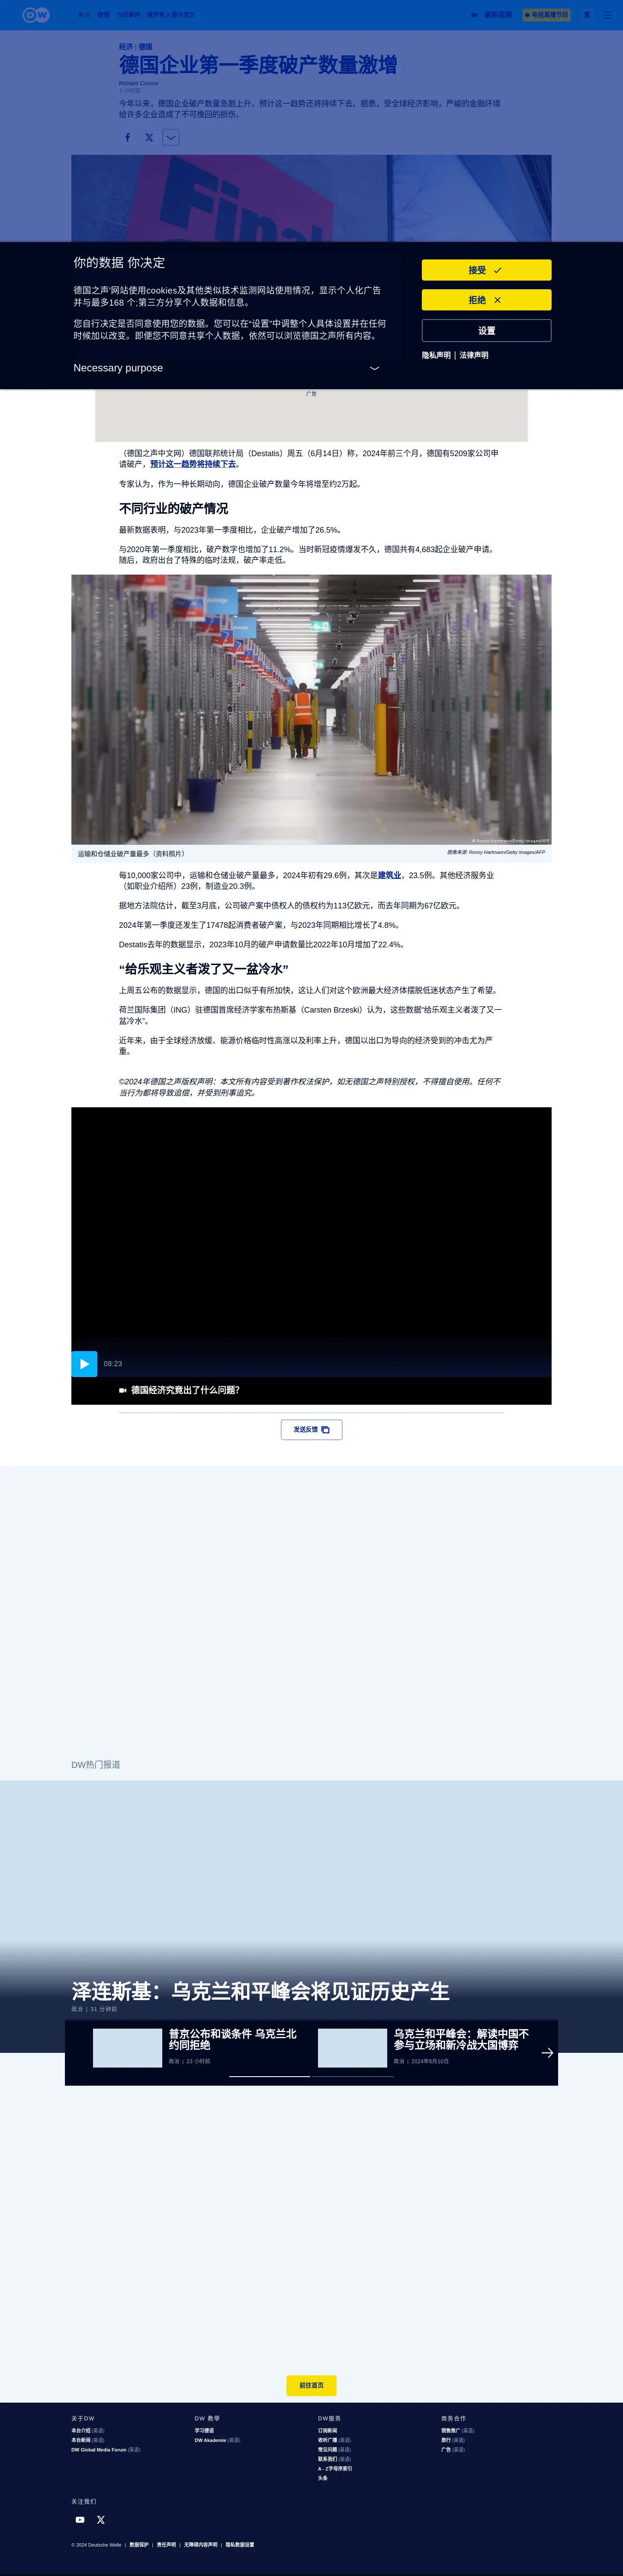 DW
最新视频
电视直播节目
繁
经济 | 德国
德国企业第一季度破产数量激增
Richard Connor
3 小时前
今年以来，德国企业破产数量急剧上升，预计这一趋势还将持续下去。据悉，受全球经济影响，严峻的金融环境
给许多企业造成了不可挽回的损伤。
Final
你的数据 你决定
德国之声'网站使用cookies及其他类似技术监测网站使用情况，显示个人化广告
并与最多168 个;第三方分享个人数据和信息。
您自行决定是否同意使用您的数据。您可以在“设置”中调整个人具体设置并在任何
时候加以改变。即便您不同意共享个人数据，依然可以浏览德国之声所有内容。
Necessary purpose
接受
拒绝
设置
隐私声明 | 法律声明
广告
（德国之声中文网）德国联邦统计局（Destatis）周五（6月14日）称，2024年前三个月，德国有5209家公司申
请破产，预计这一趋势将持续下去。
专家认为，作为一种长期动向，德国企业破产数量今年将增至约2万起。
不同行业的破产情况
最新数据表明，与2023年第一季度相比，企业破产增加了26.5%。
与2020年第一季度相比，破产数字也增加了11.2%。当时新冠疫情爆发不久，德国共有4,683起企业破产申请。
随后，政府出台了特殊的临时法规，破产率走低。
© Ronny Hartmann/Getty Images/AFP
运输和仓储业破产量最多（资料照片）
图像来源: Ronny Hartmann/Getty Images/AFP
每10,000家公司中，运输和仓储业破产量最多，2024年初有29.6例，其次是建筑业，23.5例。其他经济服务业
（如职业介绍所）23例，制造业20.3例。
据地方法院估计，截至3月底，公司破产案中债权人的债权约为113亿欧元，而去年同期为67亿欧元。
2024年第一季度还发生了17478起消费者破产案，与2023年同期相比增长了4.8%。
Destatis去年的数据显示，2023年10月的破产申请数量比2022年10月增加了22.4%。
“给乐观主义者泼了又一盆冷水”
上周五公布的数据显示，德国的出口似乎有所加快，这让人们对这个欧洲最大经济体摆脱低迷状态产生了希望。
荷兰国际集团（ING）驻德国首席经济学家布热斯基（Carsten Brzeski）认为，这些数据“给乐观主义者泼了又一
盆冷水”。
近年来，由于全球经济放缓、能源价格临时性高涨以及利率上升，德国以出口为导向的经济受到的冲击尤为严
重。
©2024年德国之声版权声明：本文所有内容受到著作权法保护，如无德国之声特别授权，不得擅自使用。任何不
当行为都将导致追偿，并受到刑事追究。
08:23
德国经济究竟出了什么问题？
发送反馈
DW热门报道
泽连斯基：乌克兰和平峰会将见证历史产生
政治 | 31 分钟前
普京公布和谈条件 乌克兰北
约同拒绝
政治 | 23 小时前
乌克兰和平峰会：解读中国不
参与立场和新冷战大国博弈
政治 | 2024年6月10日
前往首页
关于DW
本台介绍 (英语)
本台新闻 (英语)
DW Global Media Forum (英语)
DW 教學
学习德语
DW Akademie (英语)
DW服务
订阅新闻
收听广播 (英语)
常见问题 (英语)
联系我们 (英语)
A - Z字母序索引
头条
商务合作
销售推广 (英语)
旅行 (英语)
广告 (英语)
关注我们
© 2024 Deutsche Welle | 数据保护 | 责任声明 | 无障碍内容声明 | 隐私数据设置